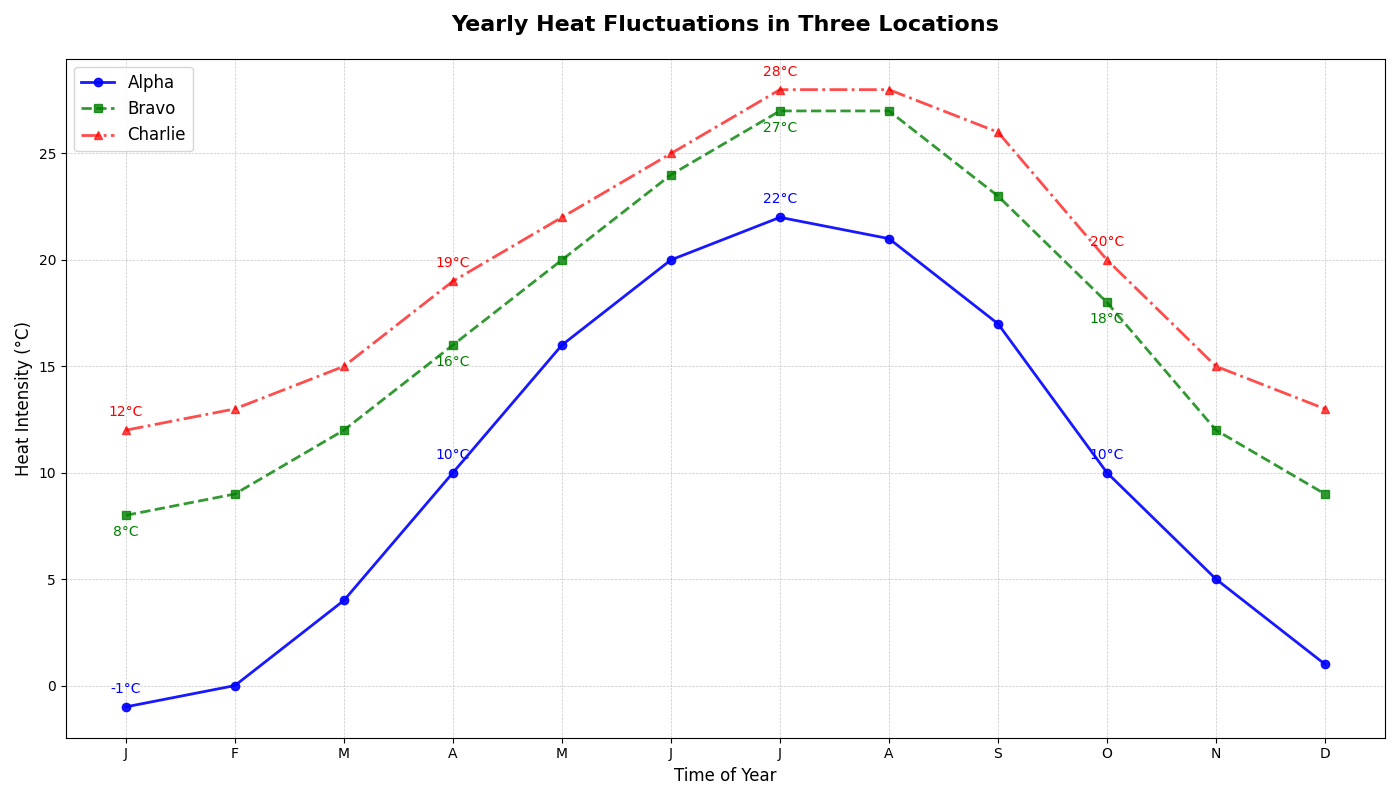 Yearly Heat Fluctuations in Three Locations
Alpha
Bravo
Charlie
28°C
27°C
25
22°C
20°C
20
19°C
18°C
16°C
15
12°C
10°C
10°C
10
8°C
5
-1°C
0
Heat Intensity (°C)
J F M A M J J A S O N D
Time of Year